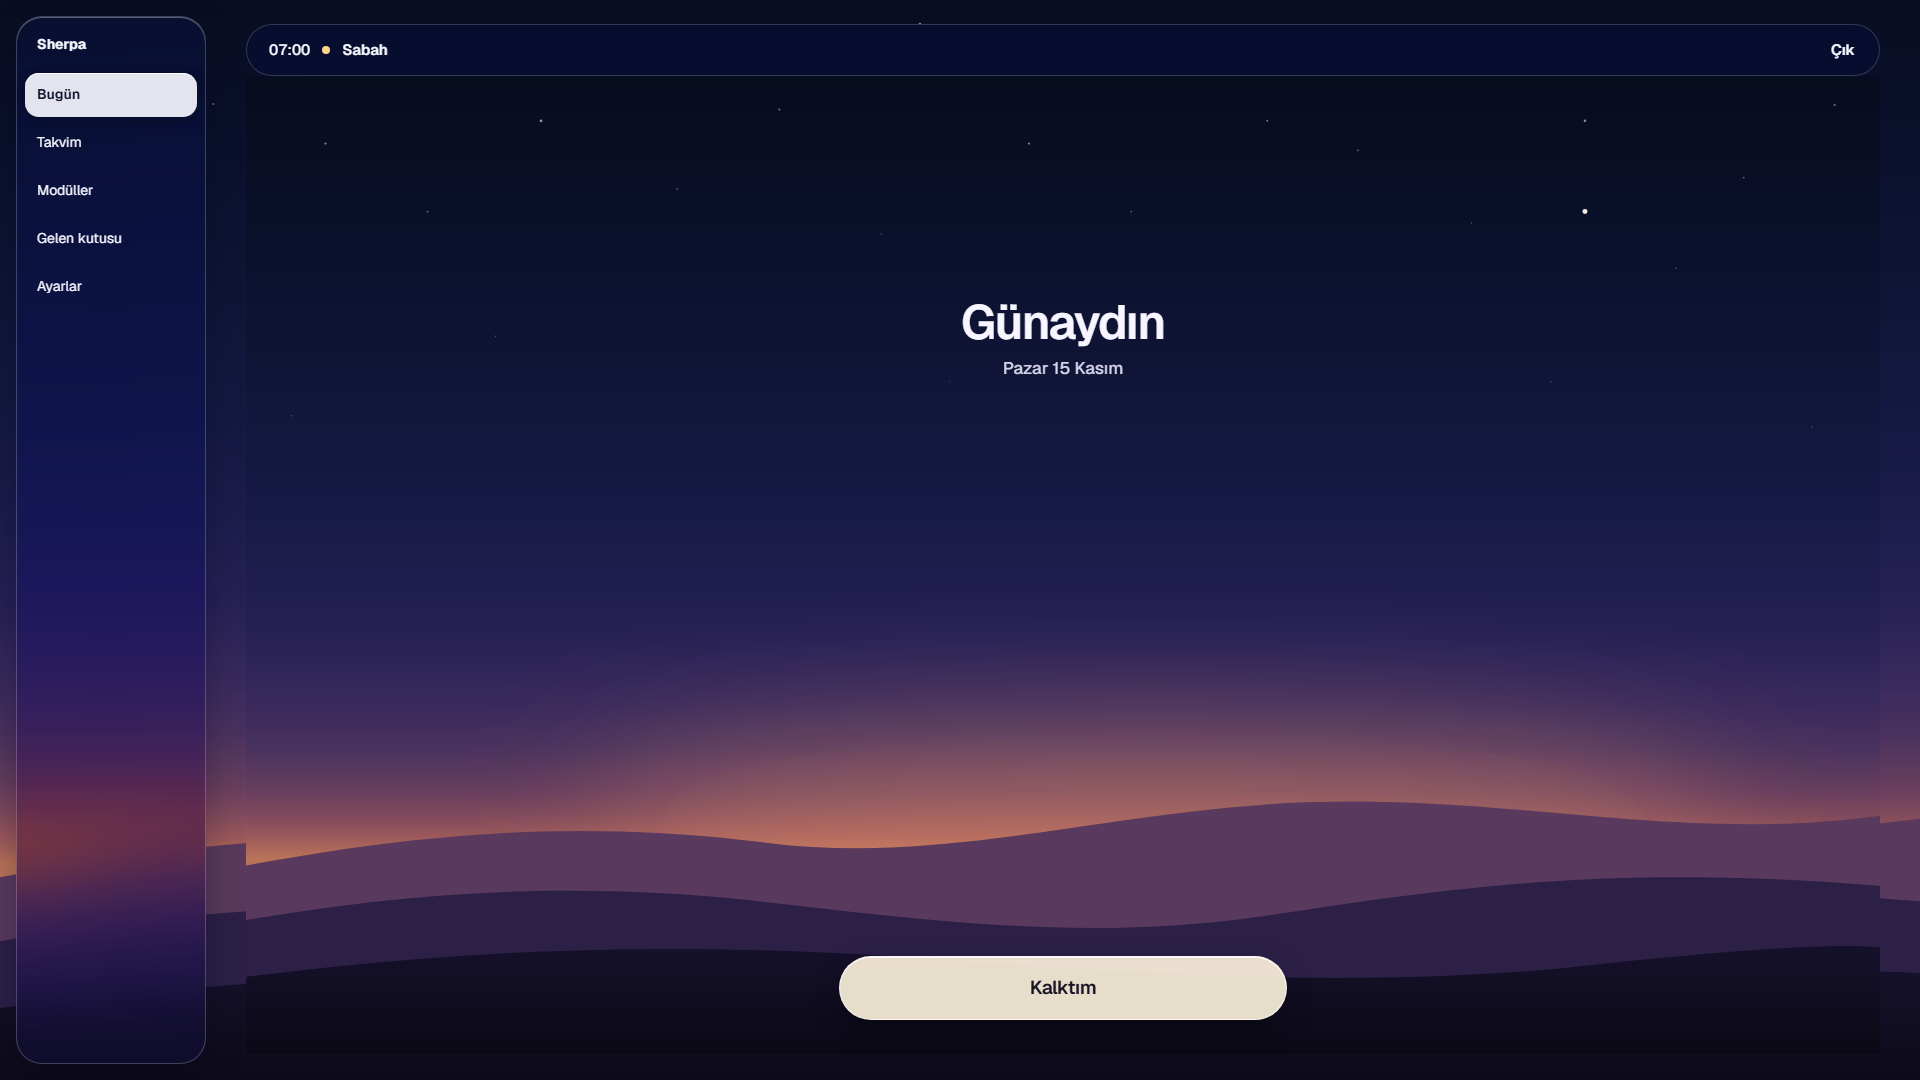 Sherpa
Bugün
Takvim
Modüller
Gelen kutusu
Ayarlar
07:00 Sabah
Çık
Günaydın
Pazar 15 Kasım
Kalktım